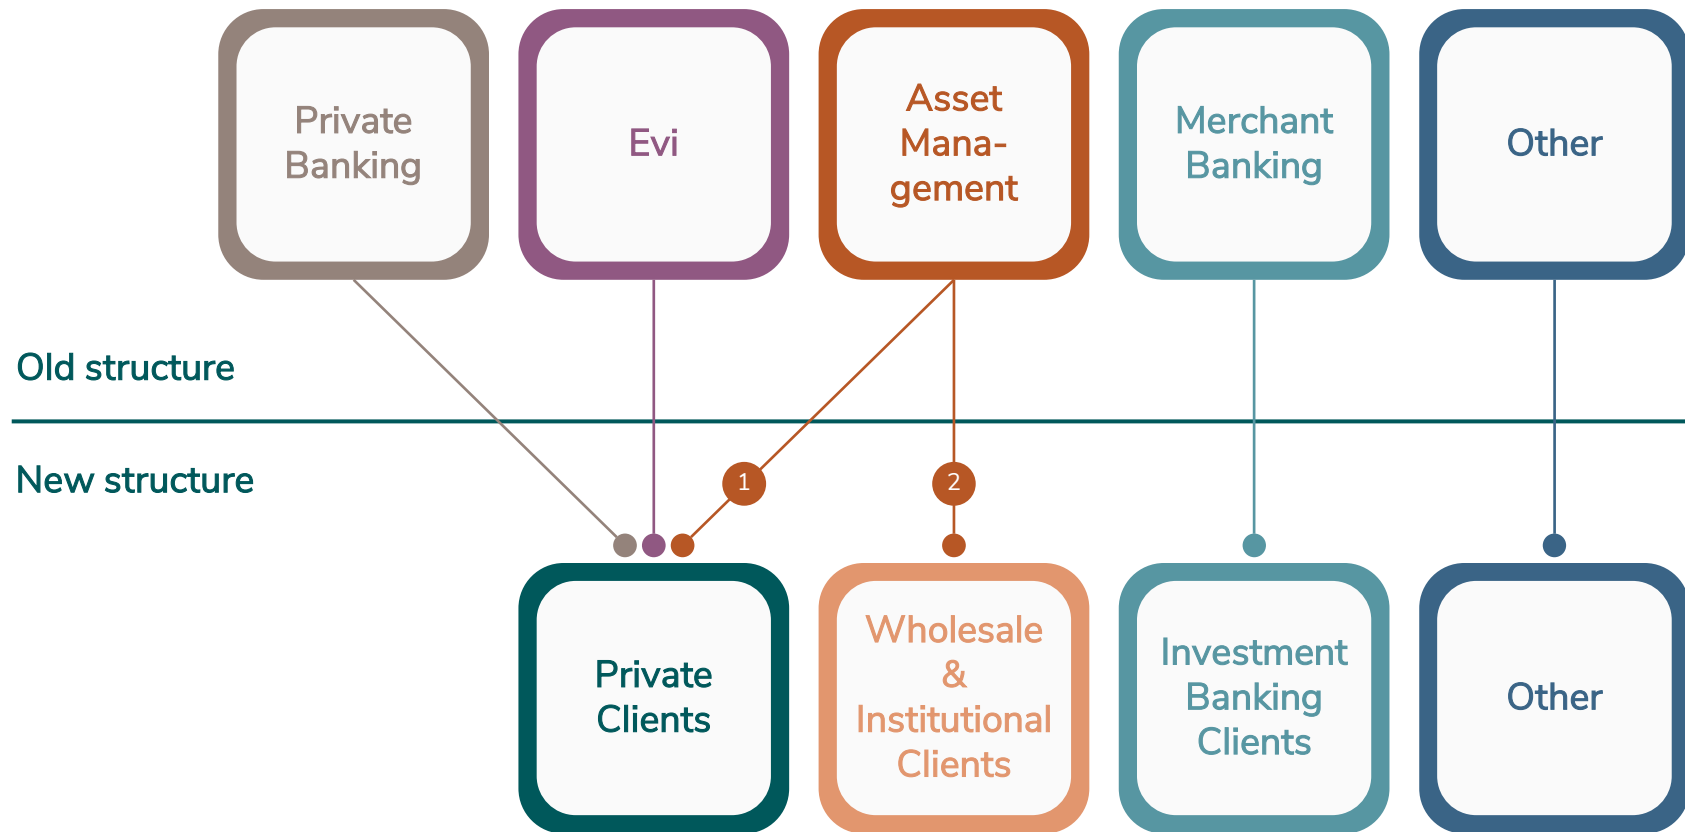 Private
Banking
Evi
Asset
Mana-
gement
Merchant
Banking
Other
Old structure
New structure
1
2
Private
Clients
Wholesale
&
Institutional
Clients
Investment
Banking
Clients
Other